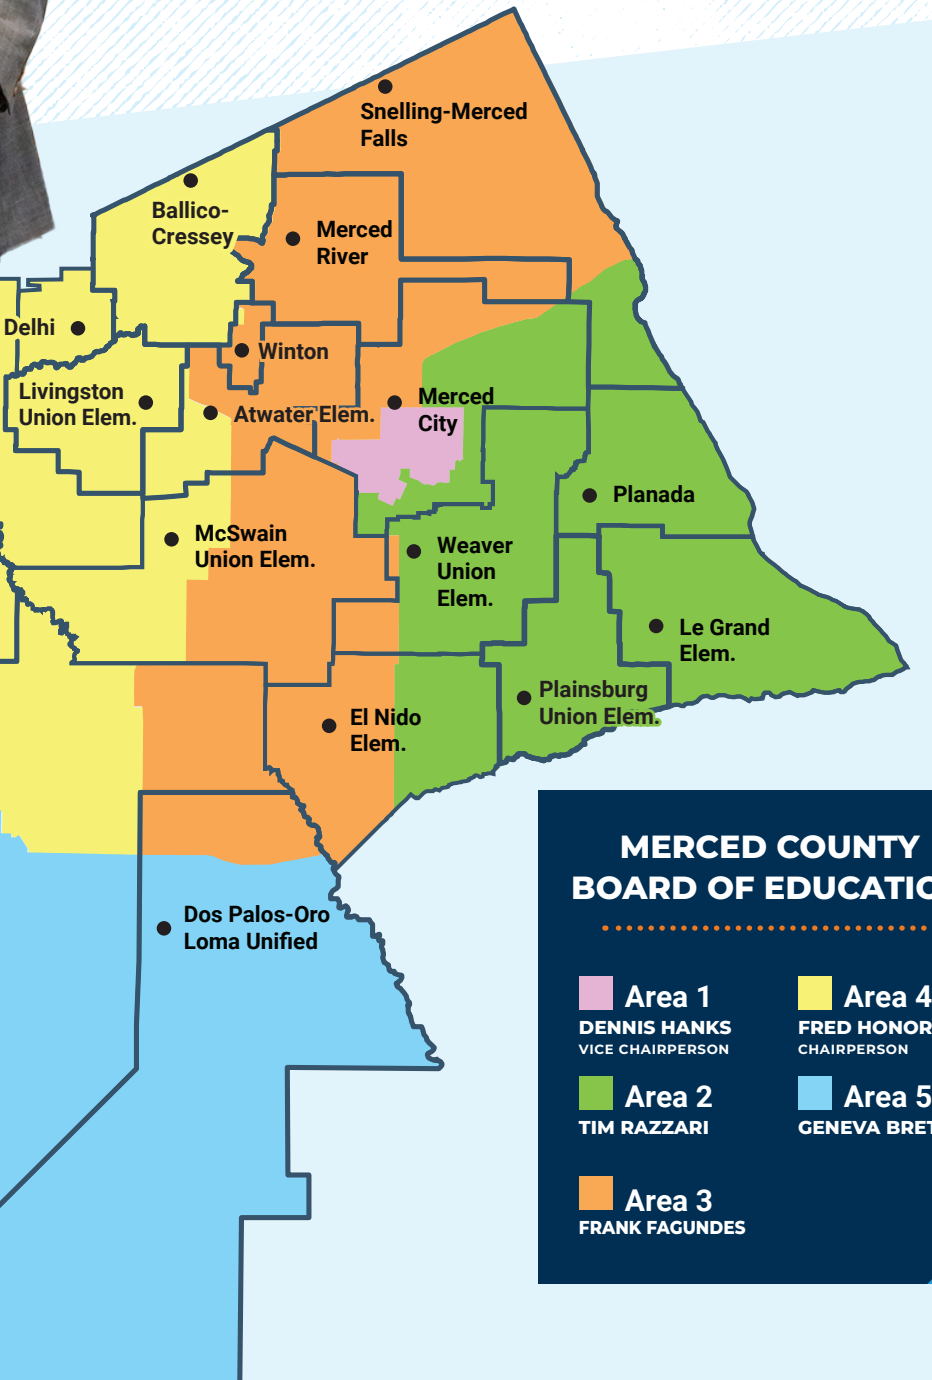 Snelling-Merced
Falls
Ballico-
Cressey
Merced
River
Delhi
Winton
Livingston
Union Elem.
Atwater Elem.
Merced
City
Planada
McSwain
Union Elem.
Weaver
Union
Elem.
Le Grand
Elem.
Plainsburg
Union Elem.
El Nido
Elem.
Dos Palos-Oro
Loma Unified
MERCED COUNTY
BOARD OF EDUCATIO
Area 1
DENNIS HANKS
VICE CHAIRPERSON
Area 4
FRED HONOR
CHAIRPERSON
Area 2
TIM RAZZARI
Area 5
GENEVA BRET
Area 3
FRANK FAGUNDES